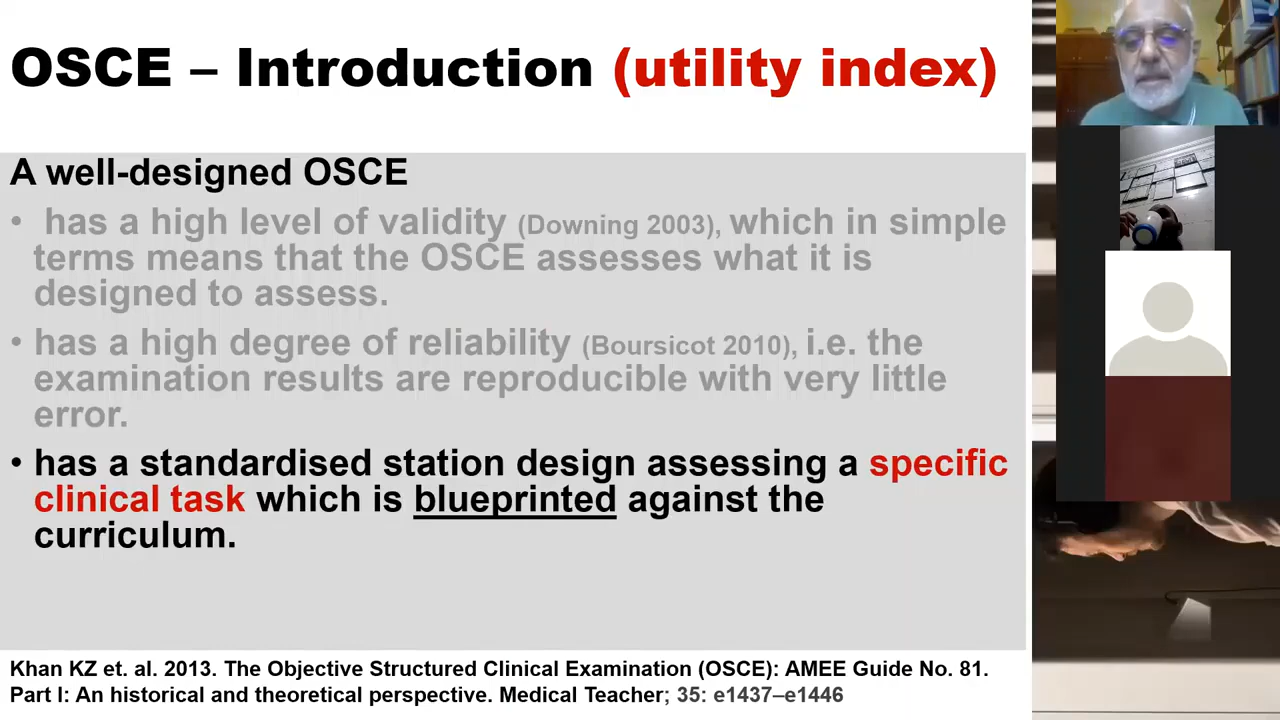 OSCE – Introduction (utility index)
A well-designed OSCE
• has a high level of validity (Downing 2003), which in simple
terms means that the OSCE assesses what it is
designed to assess.
• has a high degree of reliability (Boursicot 2010), i.e. the
examination results are reproducible with very little
error.
• has a standardised station design assessing a specific
clinical task which is blueprinted against the
curriculum.
Khan KZ et. al. 2013. The Objective Structured Clinical Examination (OSCE): AMEE Guide No. 81.
Part I: An historical and theoretical perspective. Medical Teacher; 35: e1437–e1446